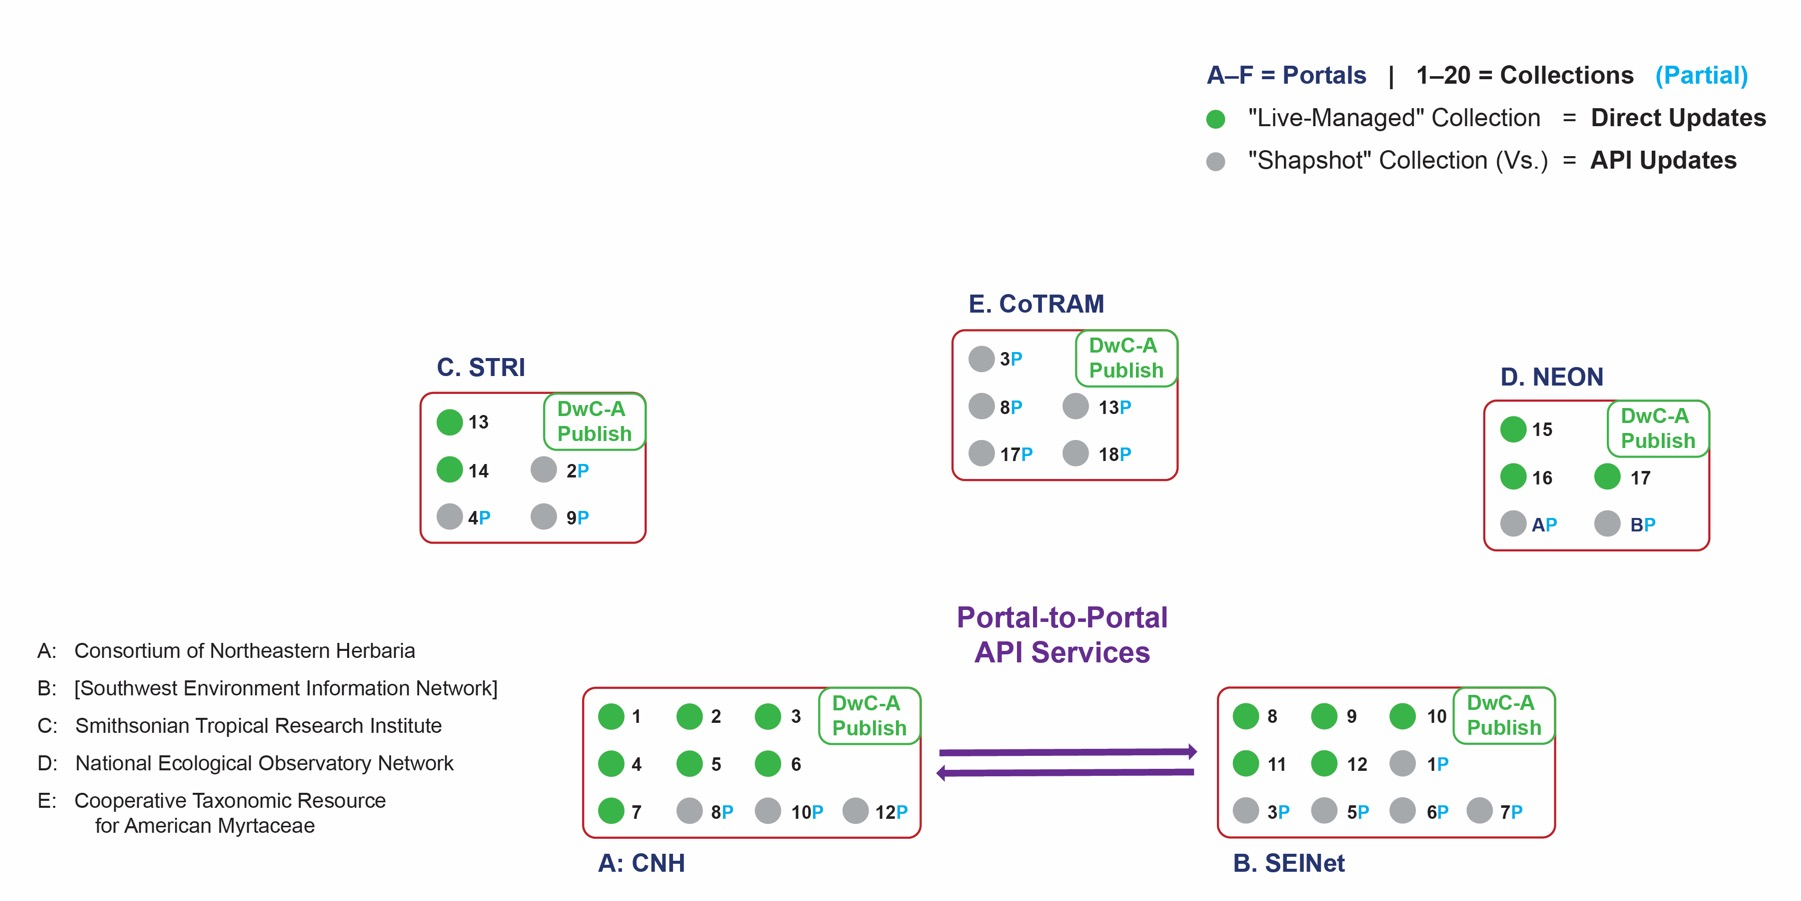 A–F = Portals | 1–20 = Collections (Partial)
"Live-Managed" Collection = Direct Updates
"Shapshot" Collection (Vs.) = API Updates
E. CoTRAM
DwC-A
Publish
3P
8P 13P
17P 18P
C. STRI
DwC-A
Publish
13
14 2P
4P 9P
D. NEON
DwC-A
Publish
15
16 17
AP BP
Portal-to-Portal
API Services
A: Consortium of Northeastern Herbaria
B: [Southwest Environment Information Network]
C: Smithsonian Tropical Research Institute
D: National Ecological Observatory Network
E: Cooperative Taxonomic Resource
for American Myrtaceae
DwC-A
Publish
1 2 3
4 5 6
7 8P 10P 12P
A: CNH
DwC-A
Publish
8 9 10
11 12 1P
3P 5P 6P 7P
B. SEINet